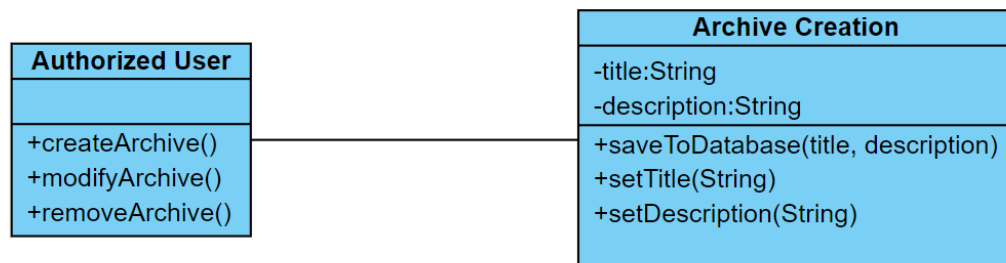 Authorized User
+createArchive()
+modifyArchive()
+removeArchive()
Archive Creation
-title:String
-description:String
+saveToDatabase(title, description)
+setTitle(String)
+setDescription(String)